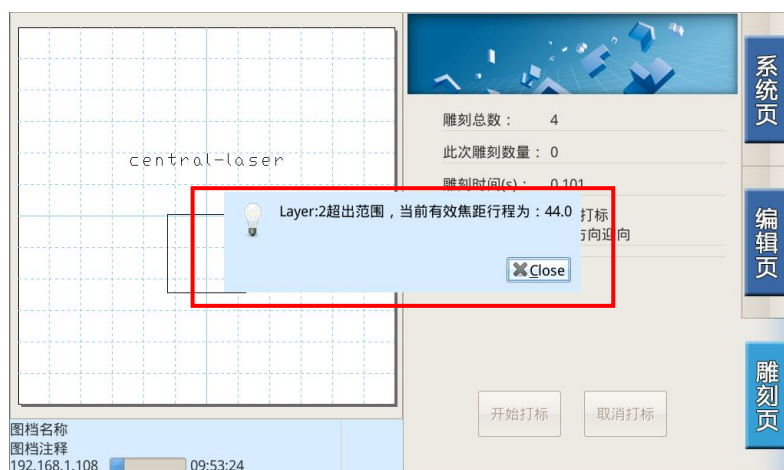 central-laser
雕刻总数： 4
此次雕刻数量：0
雕刻时间(s)： 0.101
打标
方向迎向
Layer:2超出范围，当前有效焦距行程为：44.0
Close
开始打标
取消打标
系统页
编辑页
雕刻页
图档名称
图档注释
192.168.1.108 09:53:24